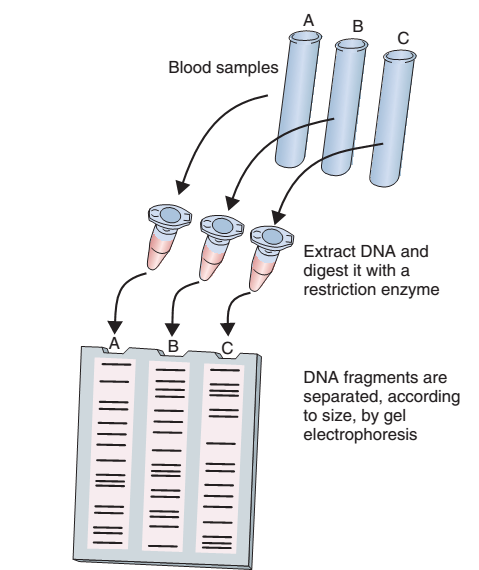 A
B
C
Blood samples
Extract DNA and
digest it with a
restriction enzyme
A
B
C
DNA fragments are
separated, according
to size, by gel
electrophoresis